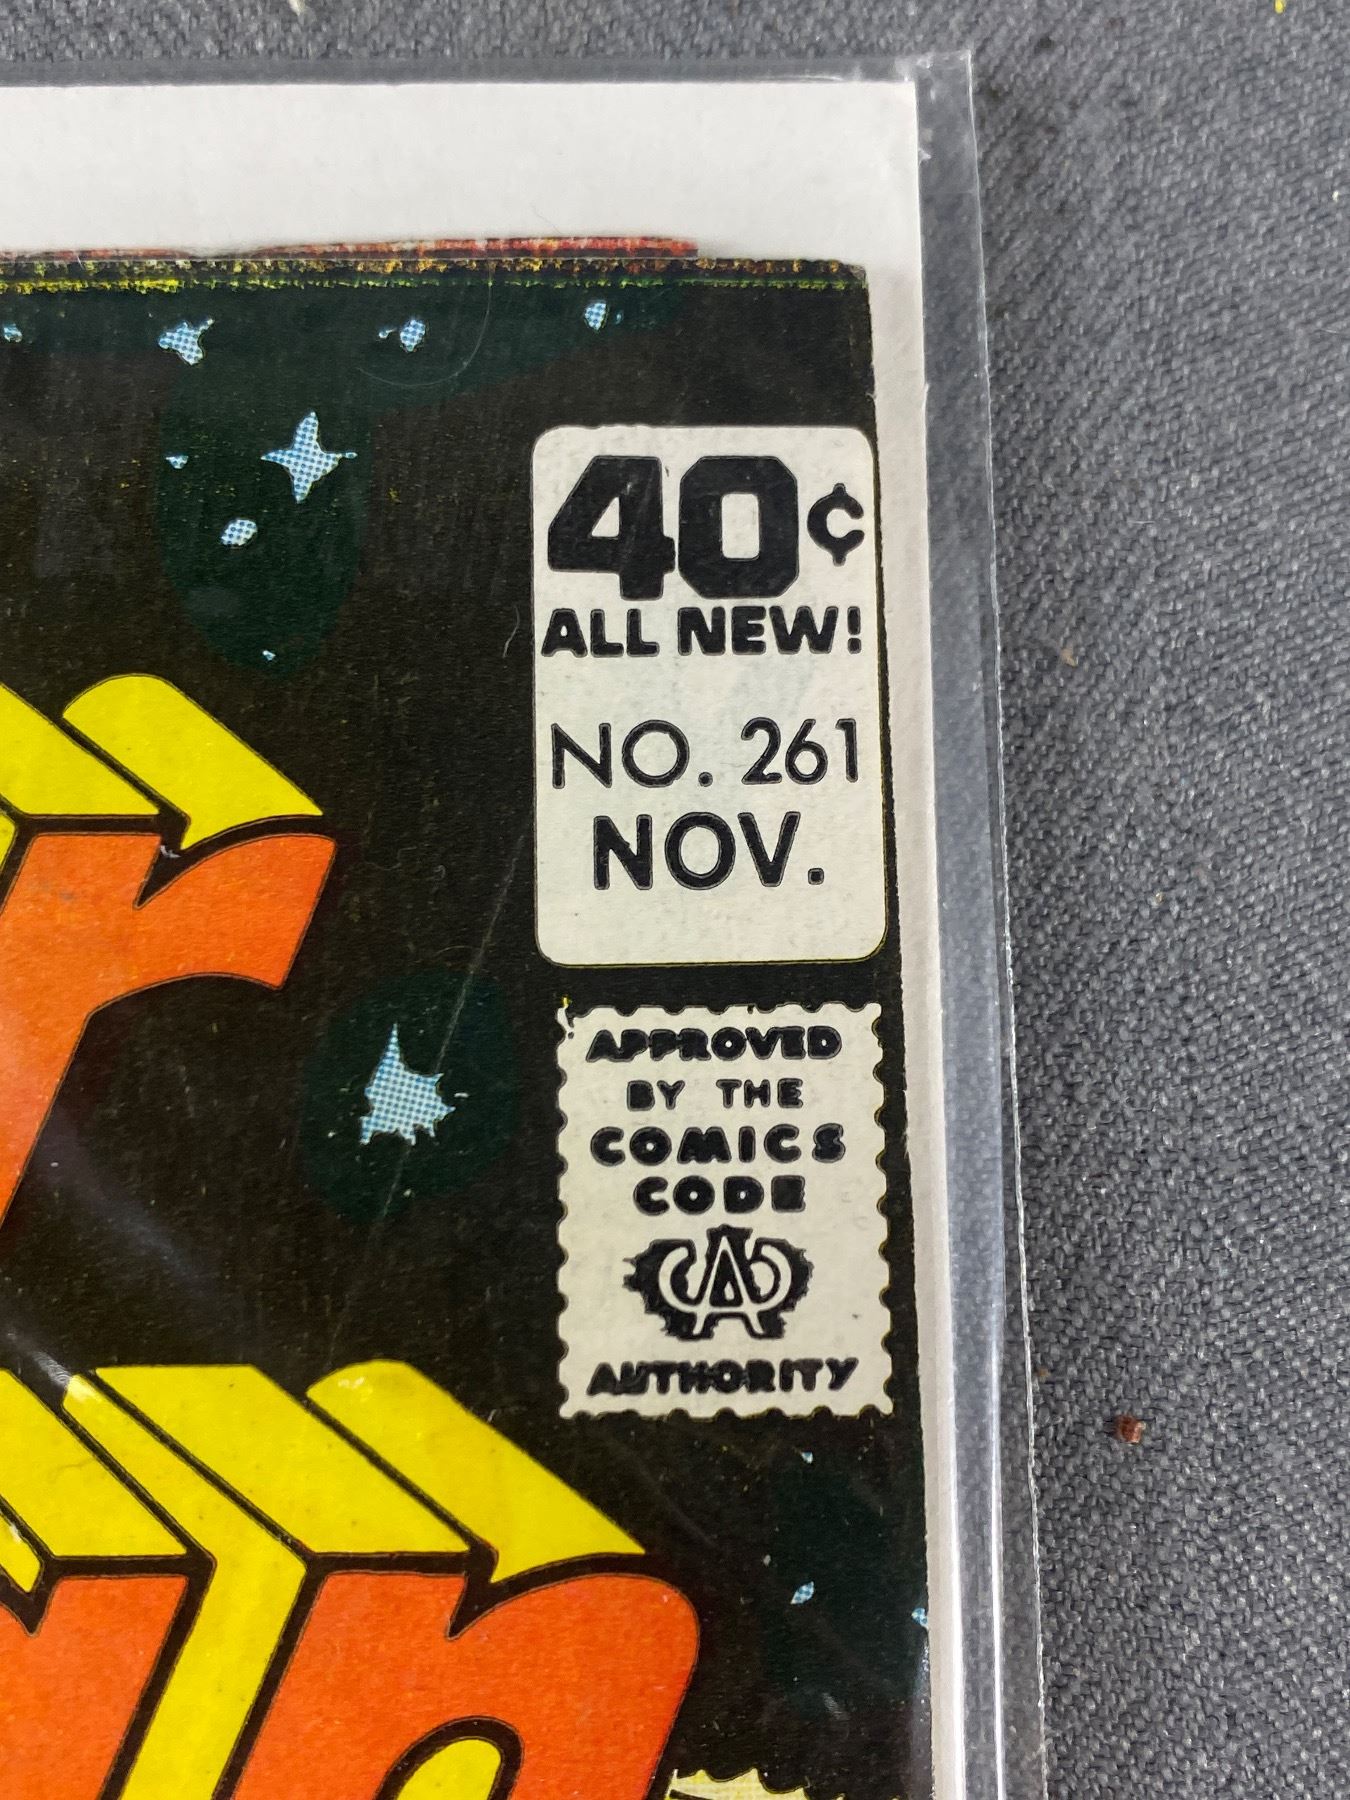 40¢
ALL NEW!
NO. 261
NOV.
r
APPROVED
BY THE
COMICS
CODE
CA
AUTHORITY